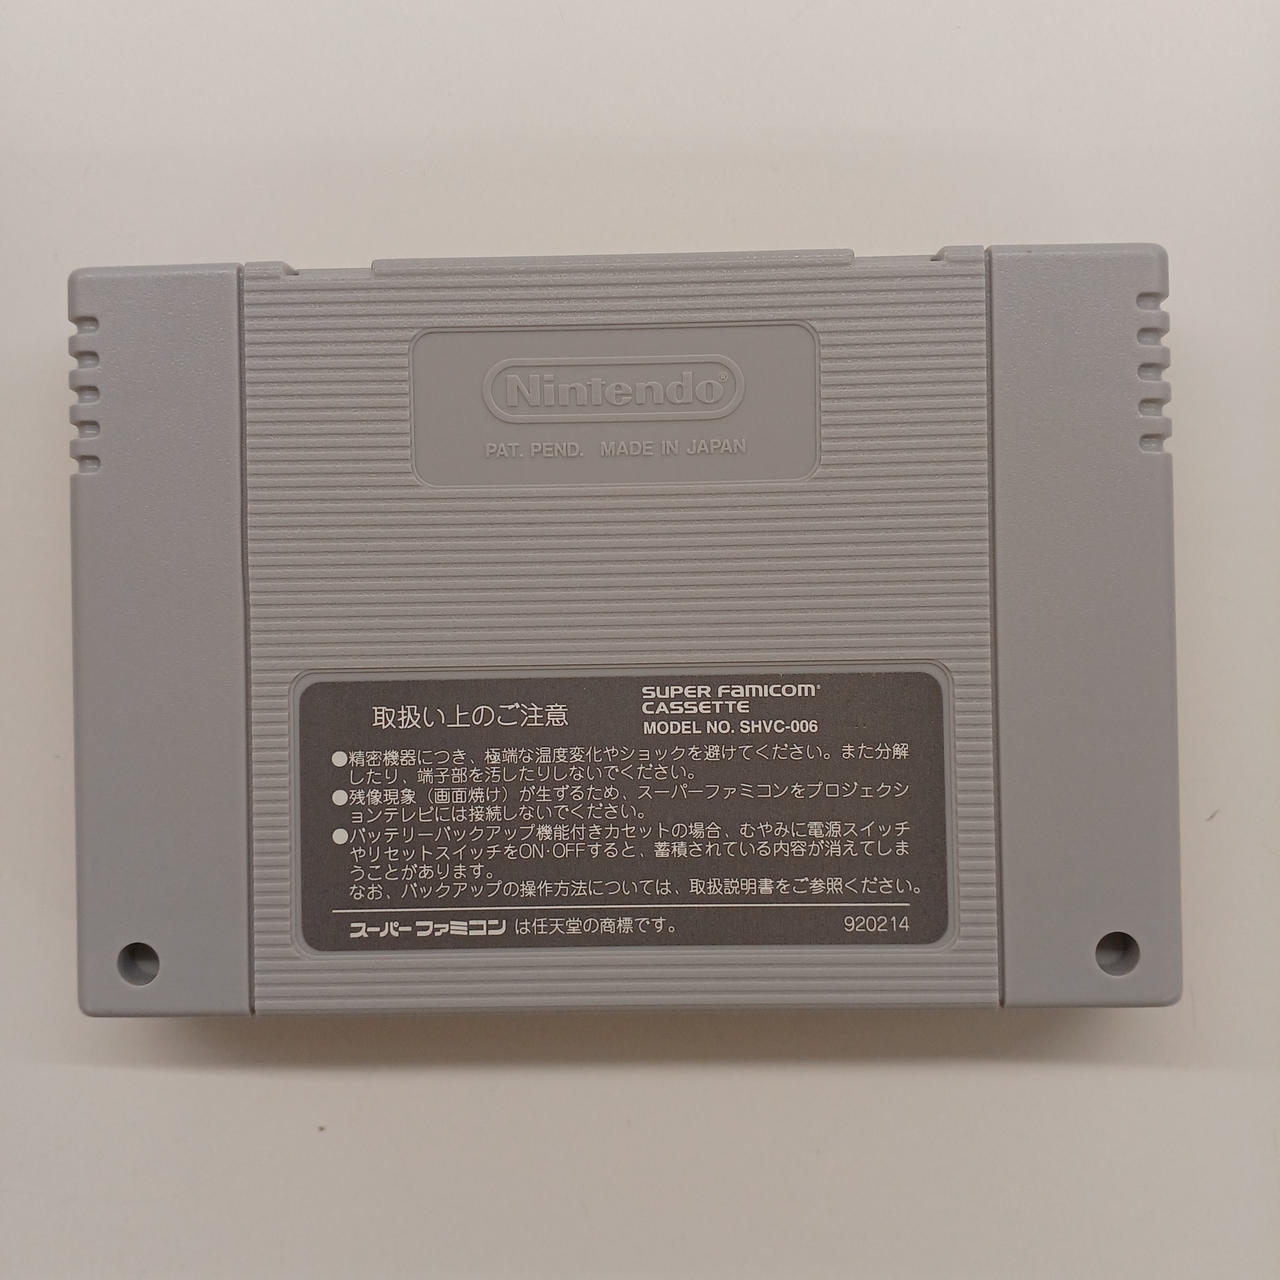 Nintendo®
PAT. PEND. MADE IN JAPAN
取扱い上のご注意
SUPER FAMICOM®
CASSETTE
MODEL NO. SHVC-006
●精密機器につき、極端な温度変化やショックを避けてください。また分解
したり、端子部を汚したりしないでください。
●残像現象（画面焼け）が生ずるため、スーパーファミコンをプロジェクシ
ョンテレビには接続しないでください。
●バッテリーバックアップ機能付きカセットの場合、むやみに電源スイッチ
やリセットスイッチをON･OFFすると、蓄積されている内容が消えてしま
うことがあります。
なお、バックアップの操作方法については、取扱説明書をご参照ください。
スーパーファミコン は任天堂の商標です。
920214